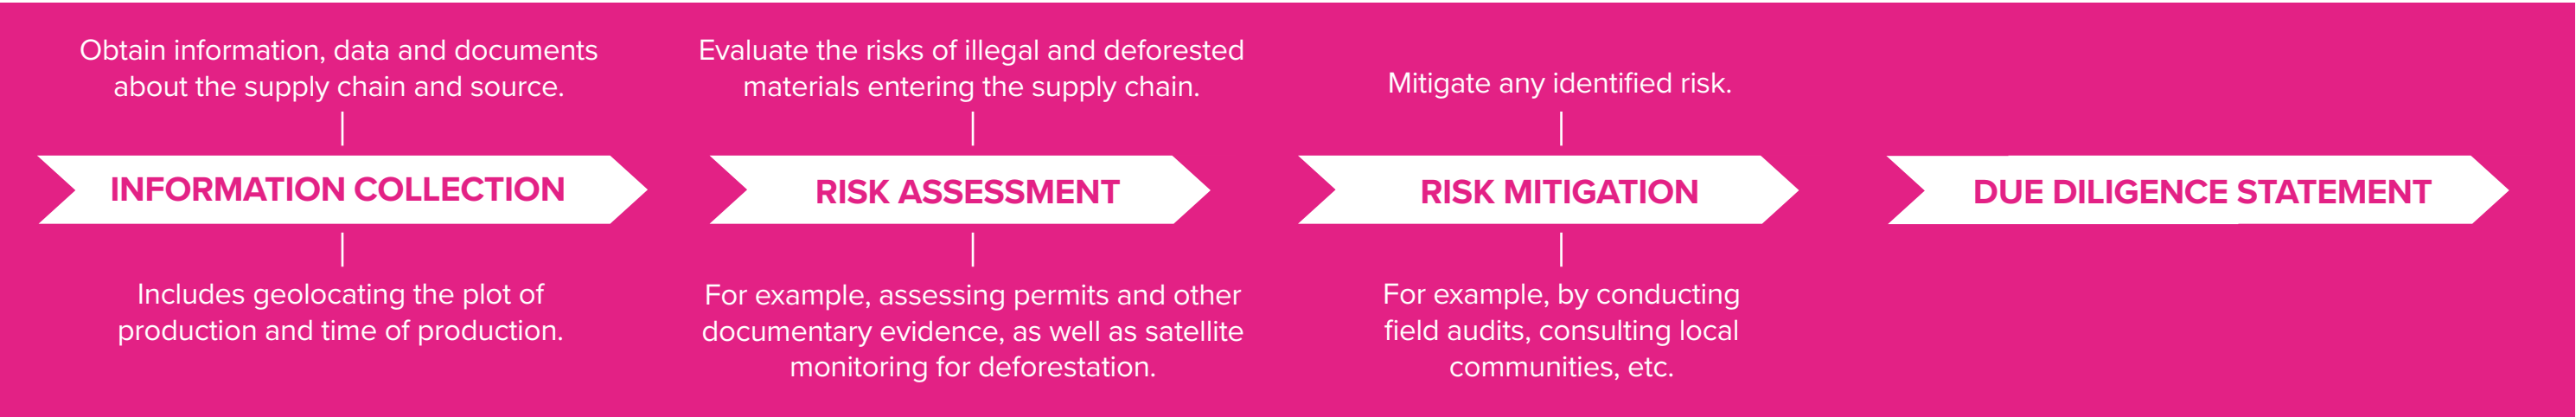 Obtain information, data and documents
about the supply chain and source.
INFORMATION COLLECTION
Includes geolocating the plot of
production and time of production.
Evaluate the risks of illegal and deforested
materials entering the supply chain.
RISK ASSESSMENT
For example, assessing permits and other
documentary evidence, as well as satellite
monitoring for deforestation.
Mitigate any identified risk.
RISK MITIGATION
For example, by conducting
field audits, consulting local
communities, etc.
DUE DILIGENCE STATEMENT